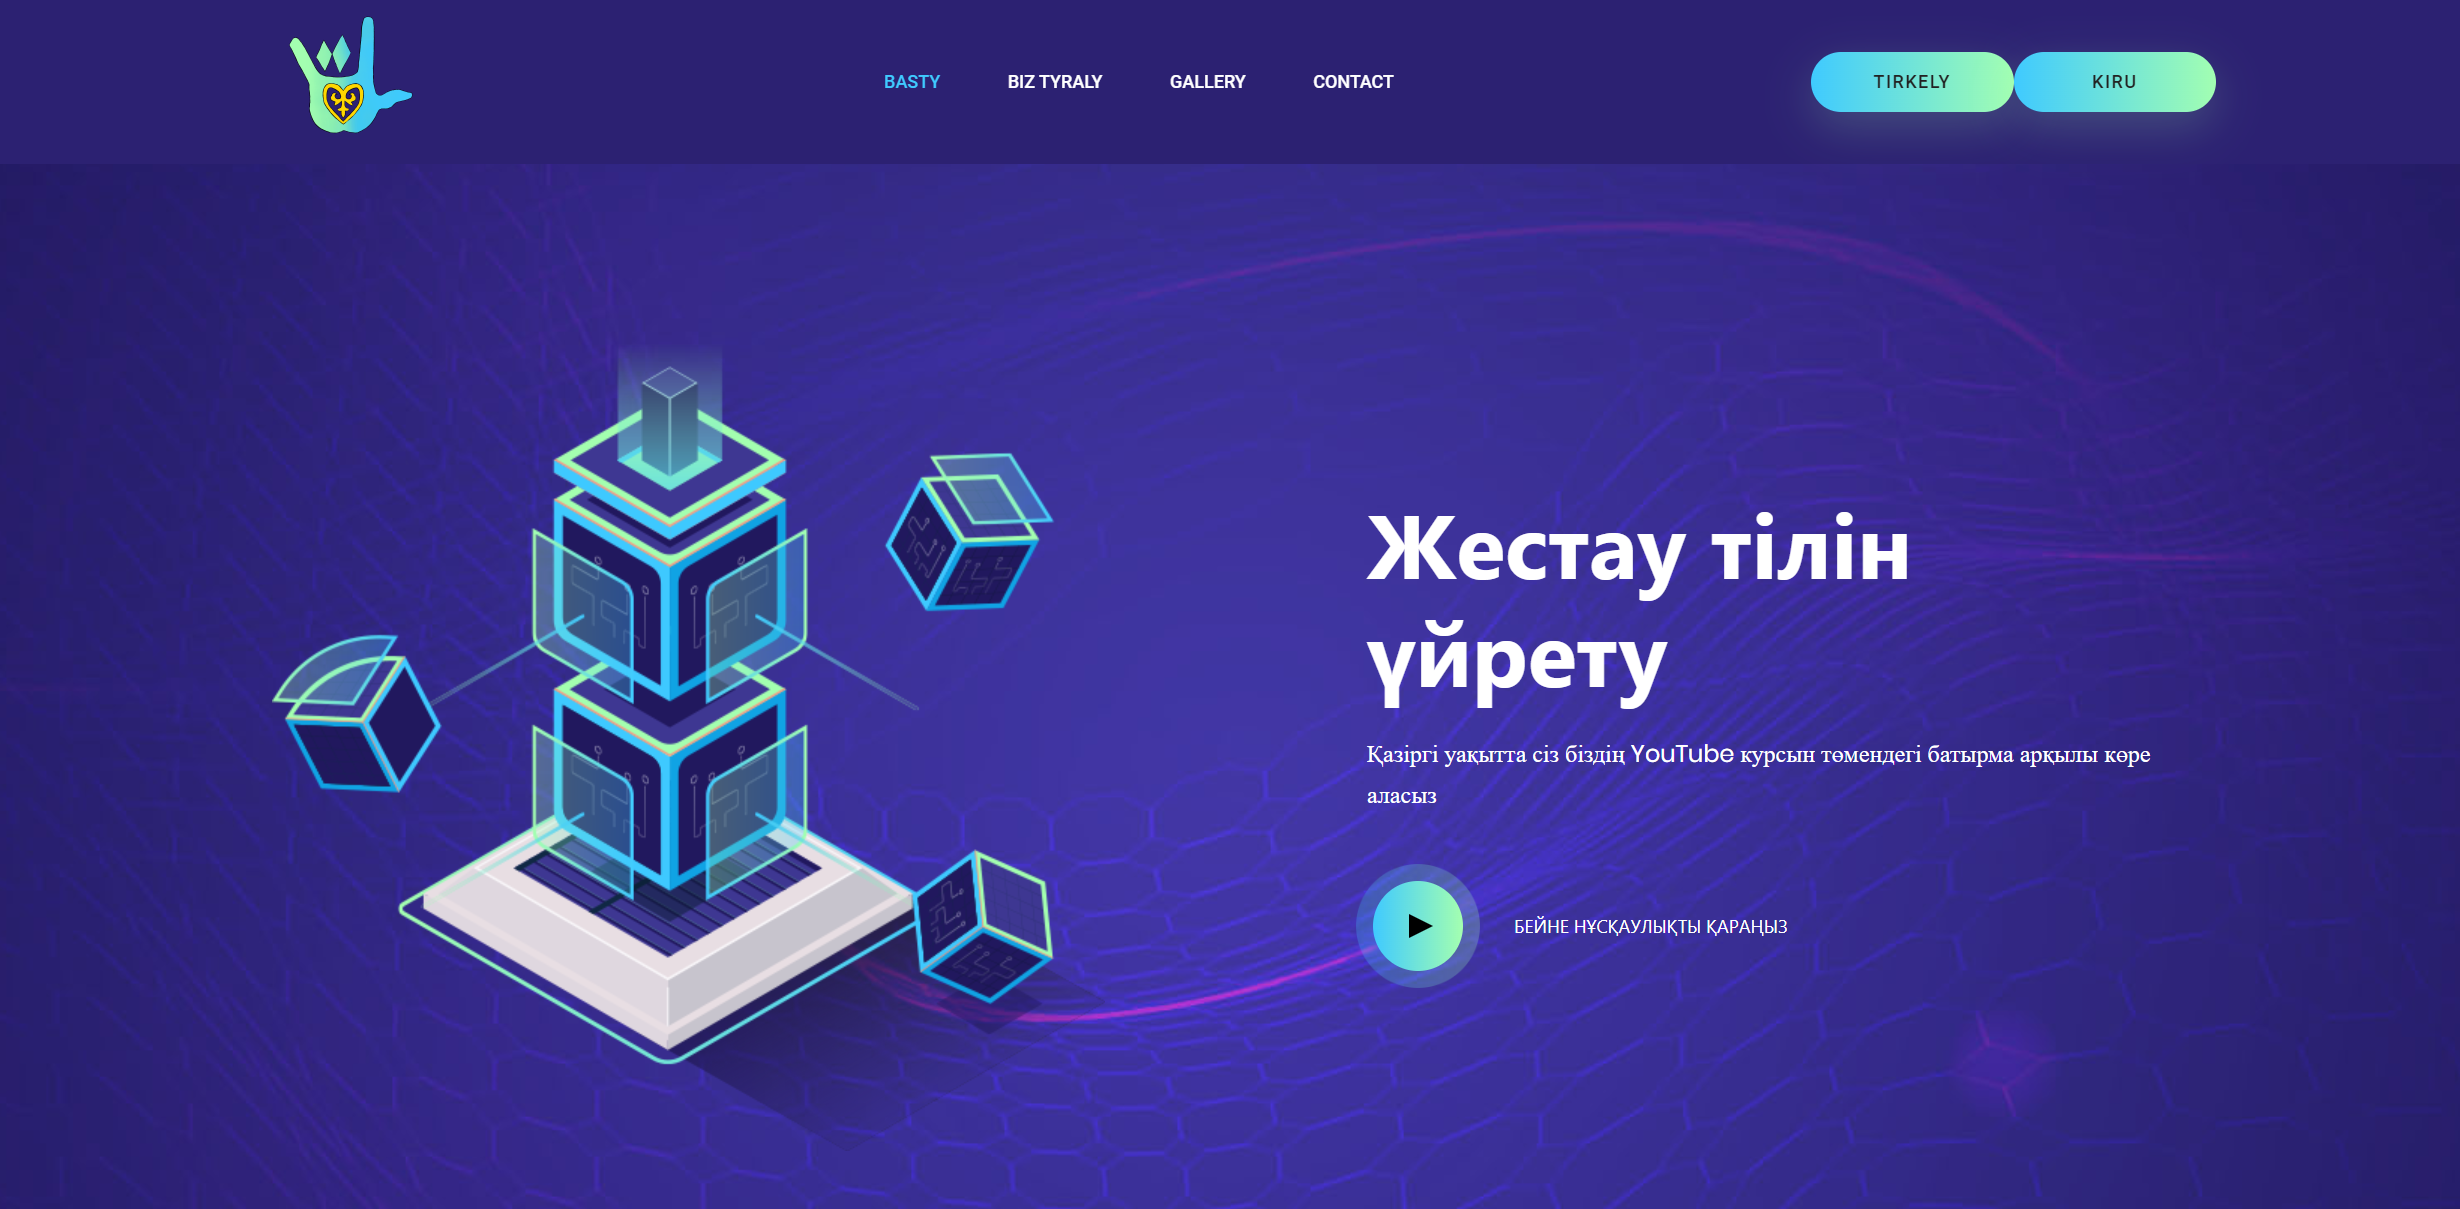 BASTY
BIZ TYRALY
GALLERY
CONTACT
TIRKELY
KIRU
Жестау тілін
үйрету
Қазіргі уақытта сіз біздің YouTube курсын төмендегі батырма арқылы көре
аласыз
БЕЙНЕ НҰСҚАУЛЫҚТЫ ҚАРАҢЫЗ